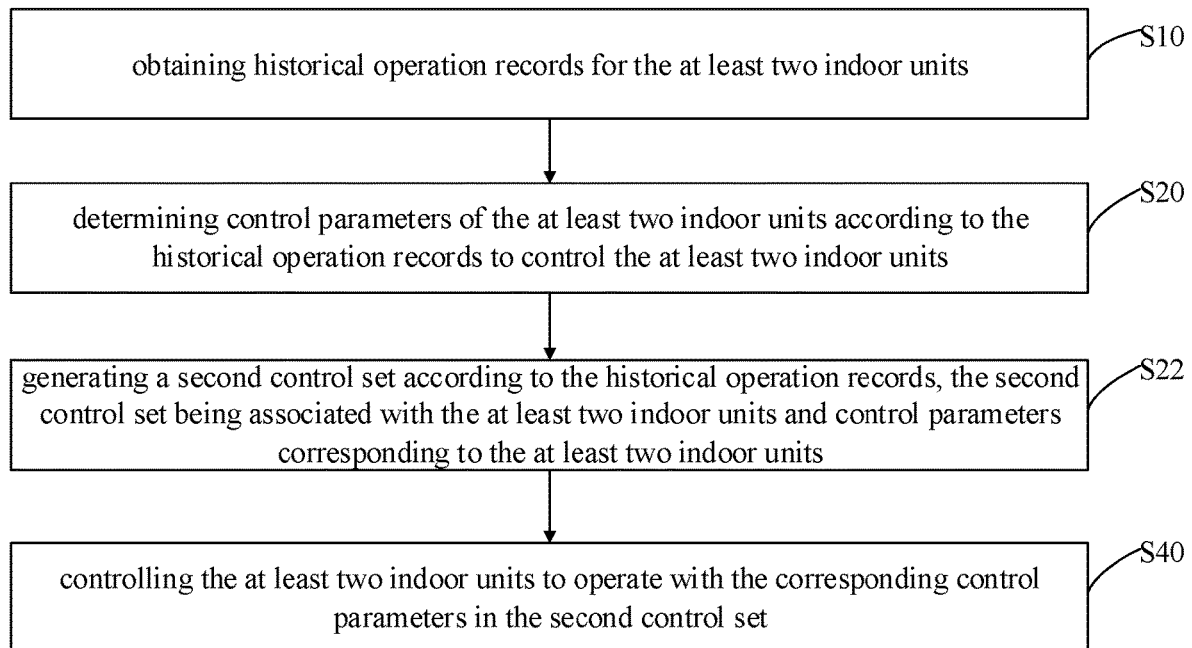 obtaining historical operation records for the at least two indoor units
S10
determining control parameters of the at least two indoor units according to the
historical operation records to control the at least two indoor units
S20
generating a second control set according to the historical operation records, the second
control set being associated with the at least two indoor units and control parameters
corresponding to the at least two indoor units
S22
controlling the at least two indoor units to operate with the corresponding control
parameters in the second control set
S40